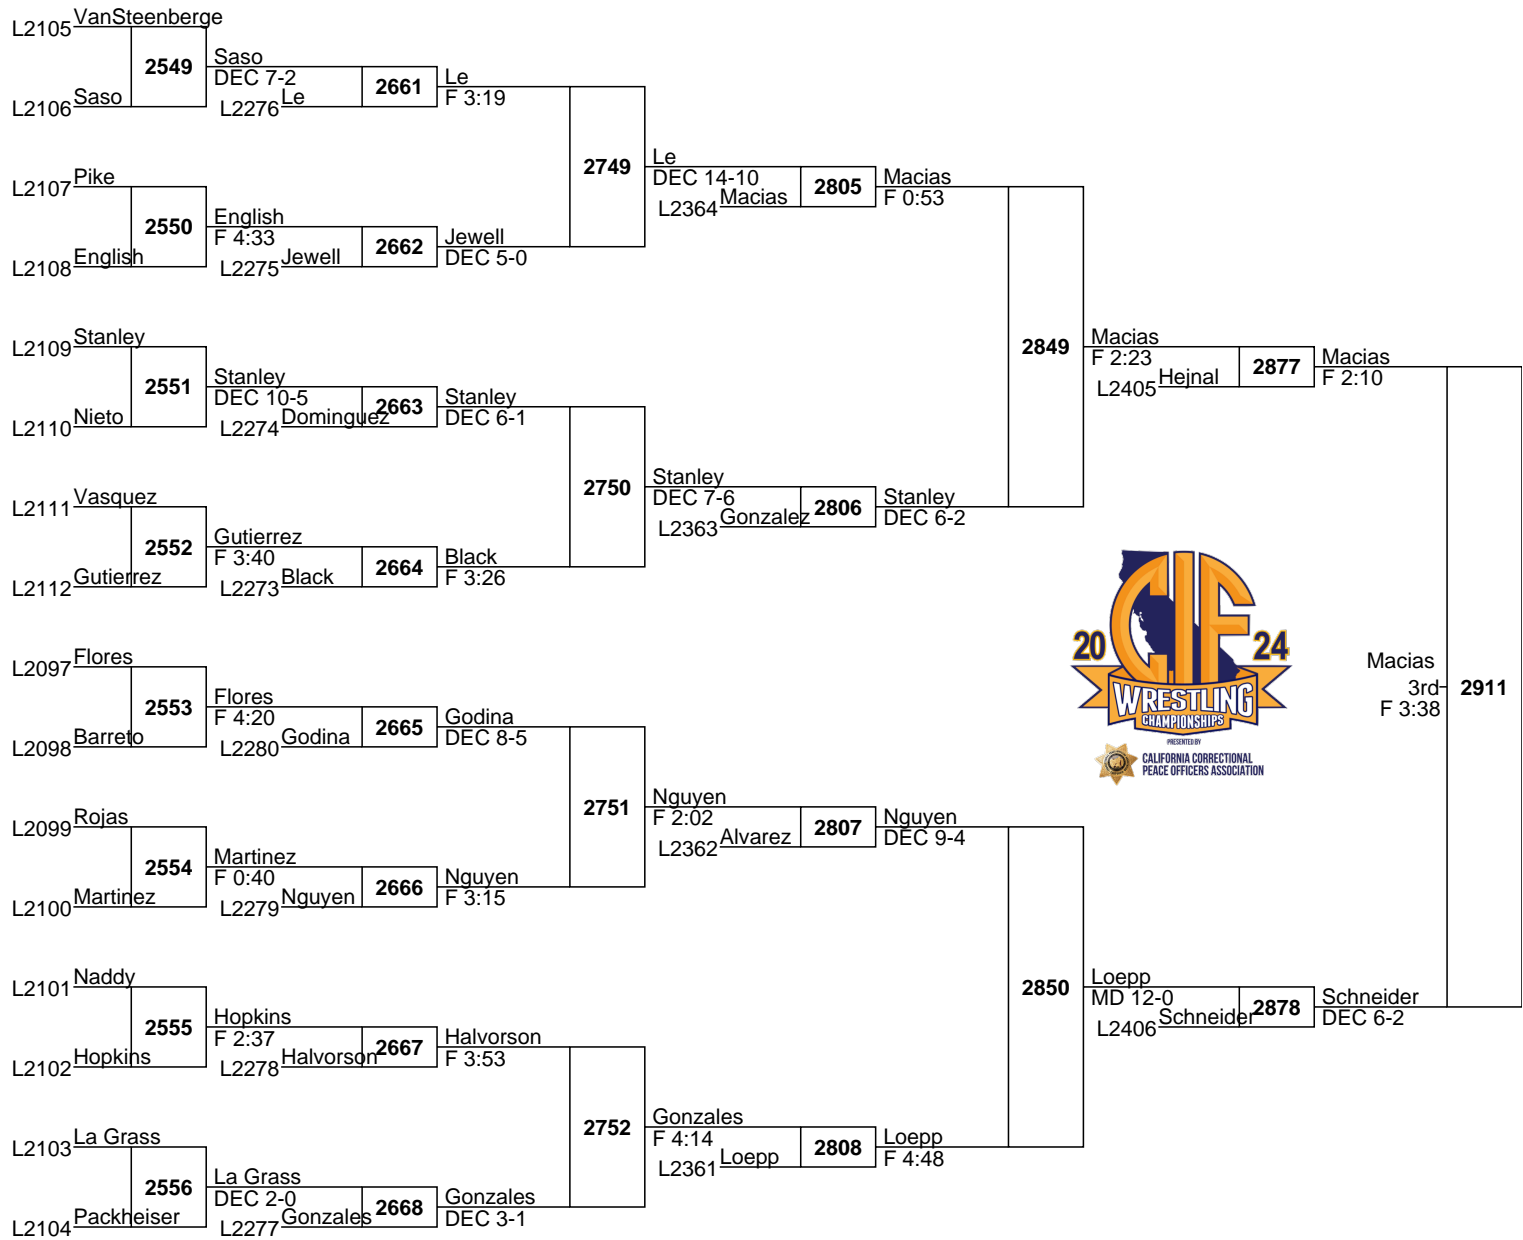 VanSteenberge
L2105
2549
Saso
DEC 7-2
Saso
L2106
L2276 Le
2661
Le
F 3:19
2749
Le
DEC 14-10
Macias
L2364
2805
Macias
F 0:53
Pike
L2107
2550
English
F 4:33
English
L2108
L2275 Jewell
2662
Jewell
DEC 5-0
2849
Macias
F 2:23
L2405 Hejnal
2877
Macias
F 2:10
Stanley
L2109
2551
Stanley
DEC 10-5
Nieto
L2110
L2274 Dominguez
2663
Stanley
DEC 6-1
2750
Stanley
DEC 7-6
L2363 Gonzalez
2806
Stanley
DEC 6-2
Vasquez
L2111
2552
Gutierrez
F 3:40
Gutierrez
L2112
L2273 Black
2664
Black
F 3:26
20 CIF 24
WRESTLING
CHAMPIONSHIPS
PRESENTED BY
CALIFORNIA CORRECTIONAL
PEACE OFFICERS ASSOCIATION
Macias
3rd
F 3:38
2911
Flores
L2097
2553
Flores
F 4:20
Barreto
L2098
L2280 Godina
2665
Godina
DEC 8-5
2751
Nguyen
F 2:02
L2362 Alvarez
2807
Nguyen
DEC 9-4
Rojas
L2099
2554
Martinez
F 0:40
Martinez
L2100
L2279 Nguyen
2666
Nguyen
F 3:15
2850
Loepp
MD 12-0
L2406 Schneider
2878
Schneider
DEC 6-2
Naddy
L2101
2555
Hopkins
F 2:37
Hopkins
L2102
L2278 Halvorson
2667
Halvorson
F 3:53
2752
Gonzales
F 4:14
L2361 Loepp
2808
Loepp
F 4:48
La Grass
L2103
2556
La Grass
DEC 2-0
Packheiser
L2104
L2277 Gonzales
2668
Gonzales
DEC 3-1